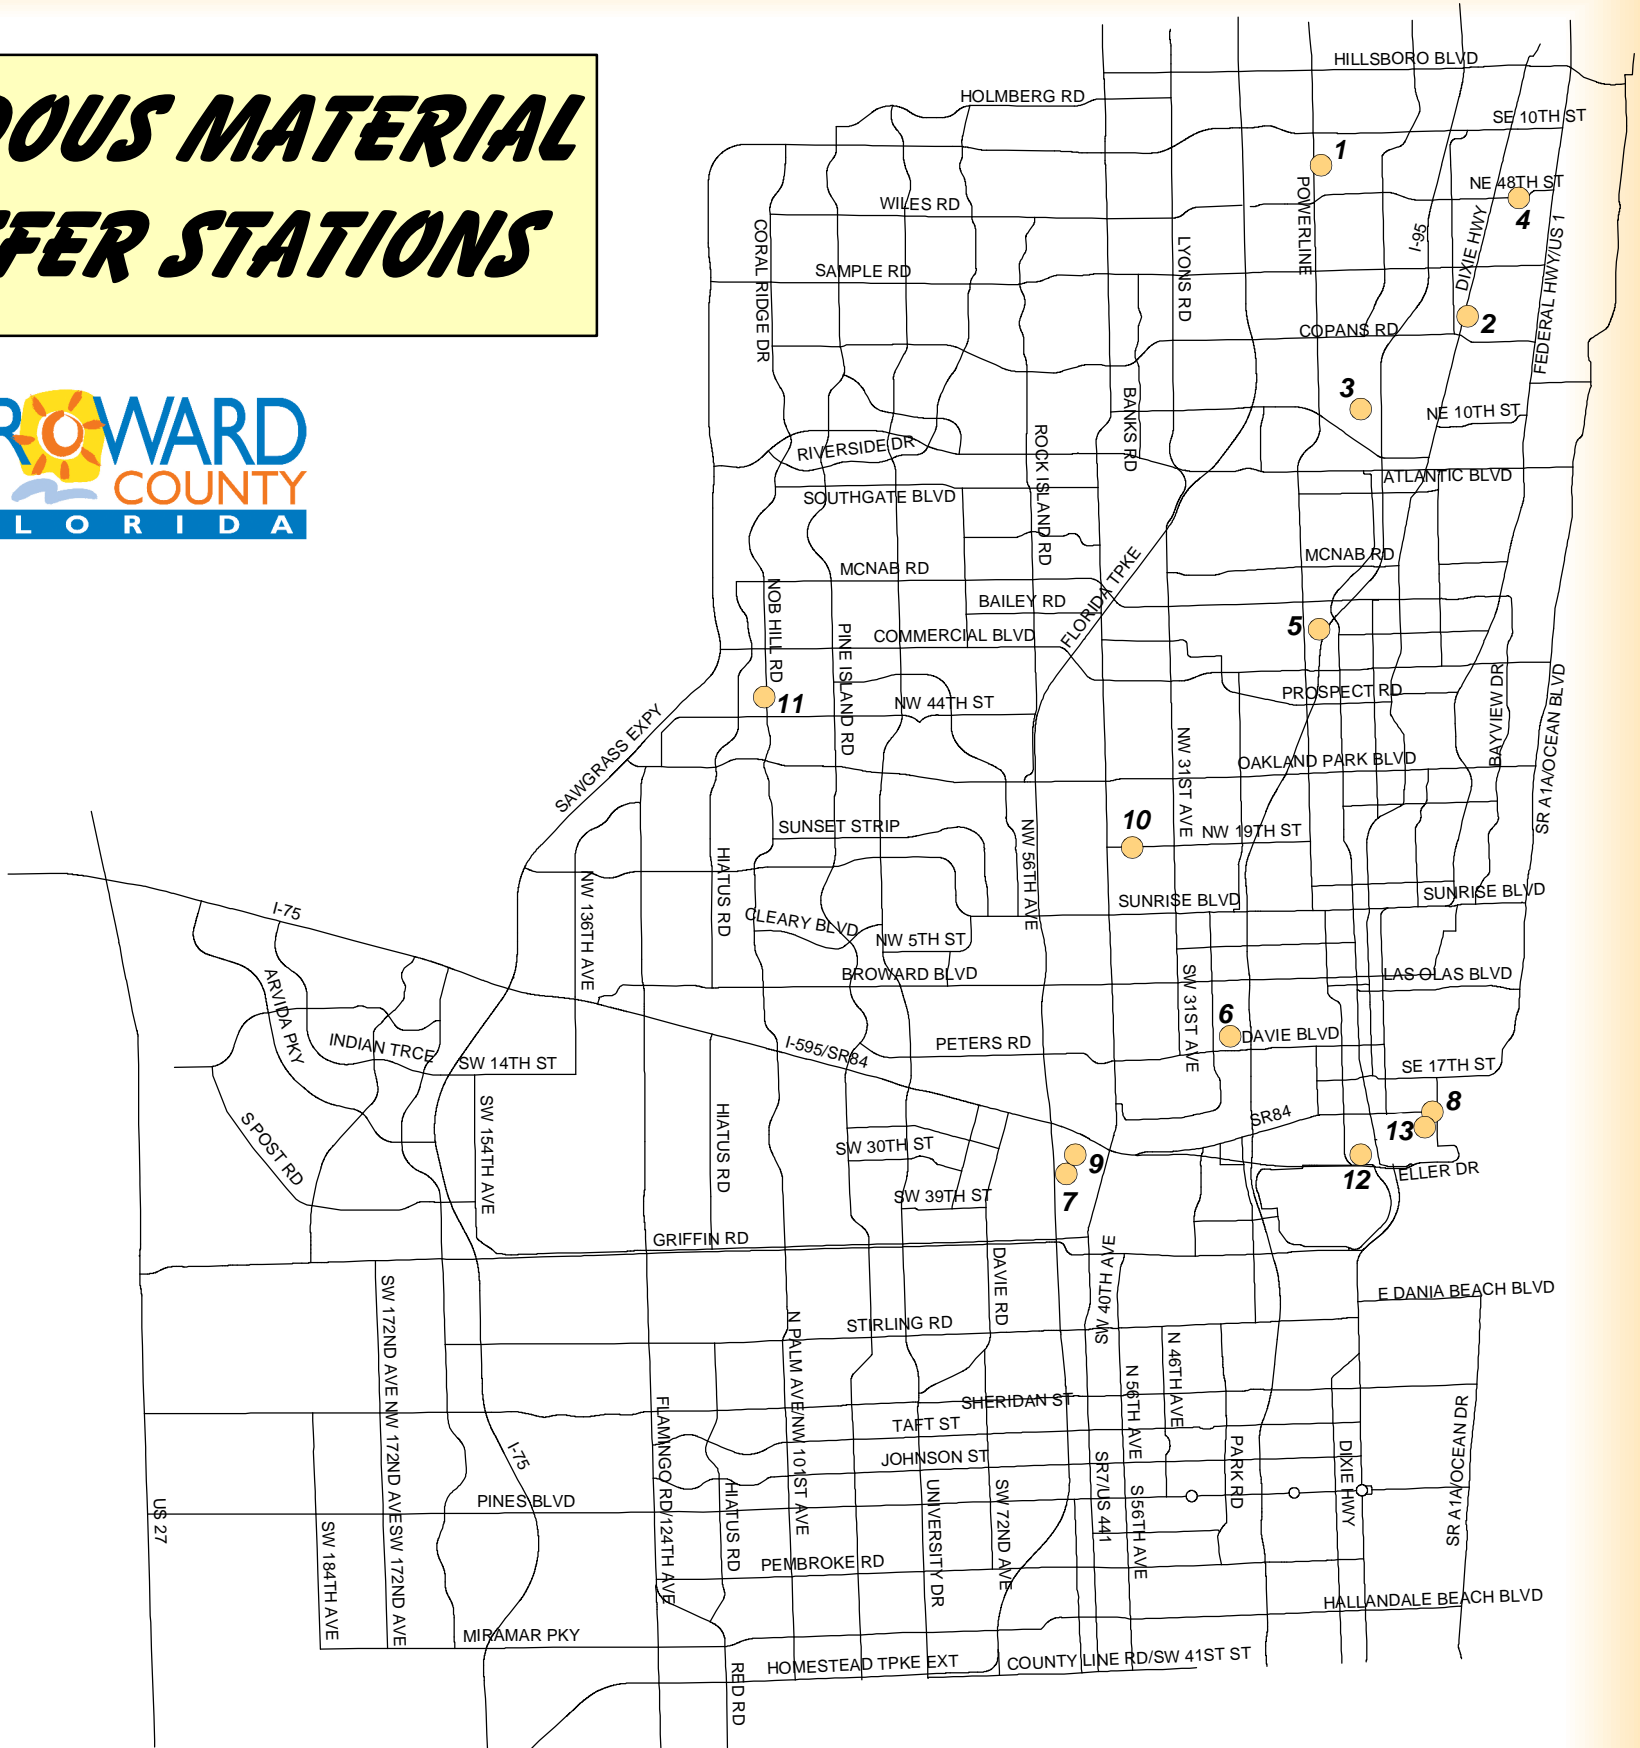 DOUS MATERIAL
FER STATIONS
ROWARD
COUNTY
LORIDA
HILLSBORO BLVD
HOLMBERG RD
SE 10TH ST
1
NE 48TH ST
4
POWERLINE
WILES RD
CORAL RIDGE DR
LYONS RD
I-95
DIXIE HWY
FEDERAL HWY/US 1
SAMPLE RD
2
COPANS RD
3
BANKS RD
NE 10TH ST
RIVERSIDE DR
ROCK ISLAND RD
ATLANTIC BLVD
SOUTHGATE BLVD
MCNAB RD
MCNAB RD
FLORIDA TPKE
NOB HILL RD
BAILEY RD
5
PINE ISLAND RD
COMMERCIAL BLVD
11
NW 44TH ST
PROSPECT RD
BAYVIEW DR
SR A1A/OCEAN BLVD
SAWGRASS EXPY
NW 31ST AVE
OAKLAND PARK BLVD
10
SUNSET STRIP
NW 19TH ST
NW 56TH AVE
HIATUS RD
NW 136TH AVE
SUNRISE BLVD
SUNRISE BLVD
I-75
CLEARY BLVD
NW 5TH ST
BROWARD BLVD
LAS OLAS BLVD
ARVIDA PKY
SW 31ST AVE
6
DAVIE BLVD
INDIAN TRCE
SW 14TH ST
I-595/SR84
PETERS RD
SE 17TH ST
8
S POST RD
SW 154TH AVE
HIATUS RD
SR84
13
SW 30TH ST
9
12
ELLER DR
SW 39TH ST
7
GRIFFIN RD
DAVIE RD
SW 40TH AVE
E DANIA BEACH BLVD
SW 172ND AVE
NW 172ND AVE
SW 172ND AVE
N PALM AVE/NW 101ST AVE
STIRLING RD
N 46TH AVE
N 56TH AVE
SHERIDAN ST
FLAMINGO RD/124TH AVE
TAFT ST
SR A1A/OCEAN DR
I-75
JOHNSON ST
PARK RD
DIXIE HWY
SR7/US 441
US 27
PINES BLVD
HIATUS RD
UNIVERSITY DR
SW 72ND AVE
S 56TH AVE
SW 184TH AVE
PEMBROKE RD
HALLANDALE BEACH BLVD
MIRAMAR PKY
HOMESTEAD TPKE EXT
COUNTY LINE RD/SW 41ST ST
RED RD